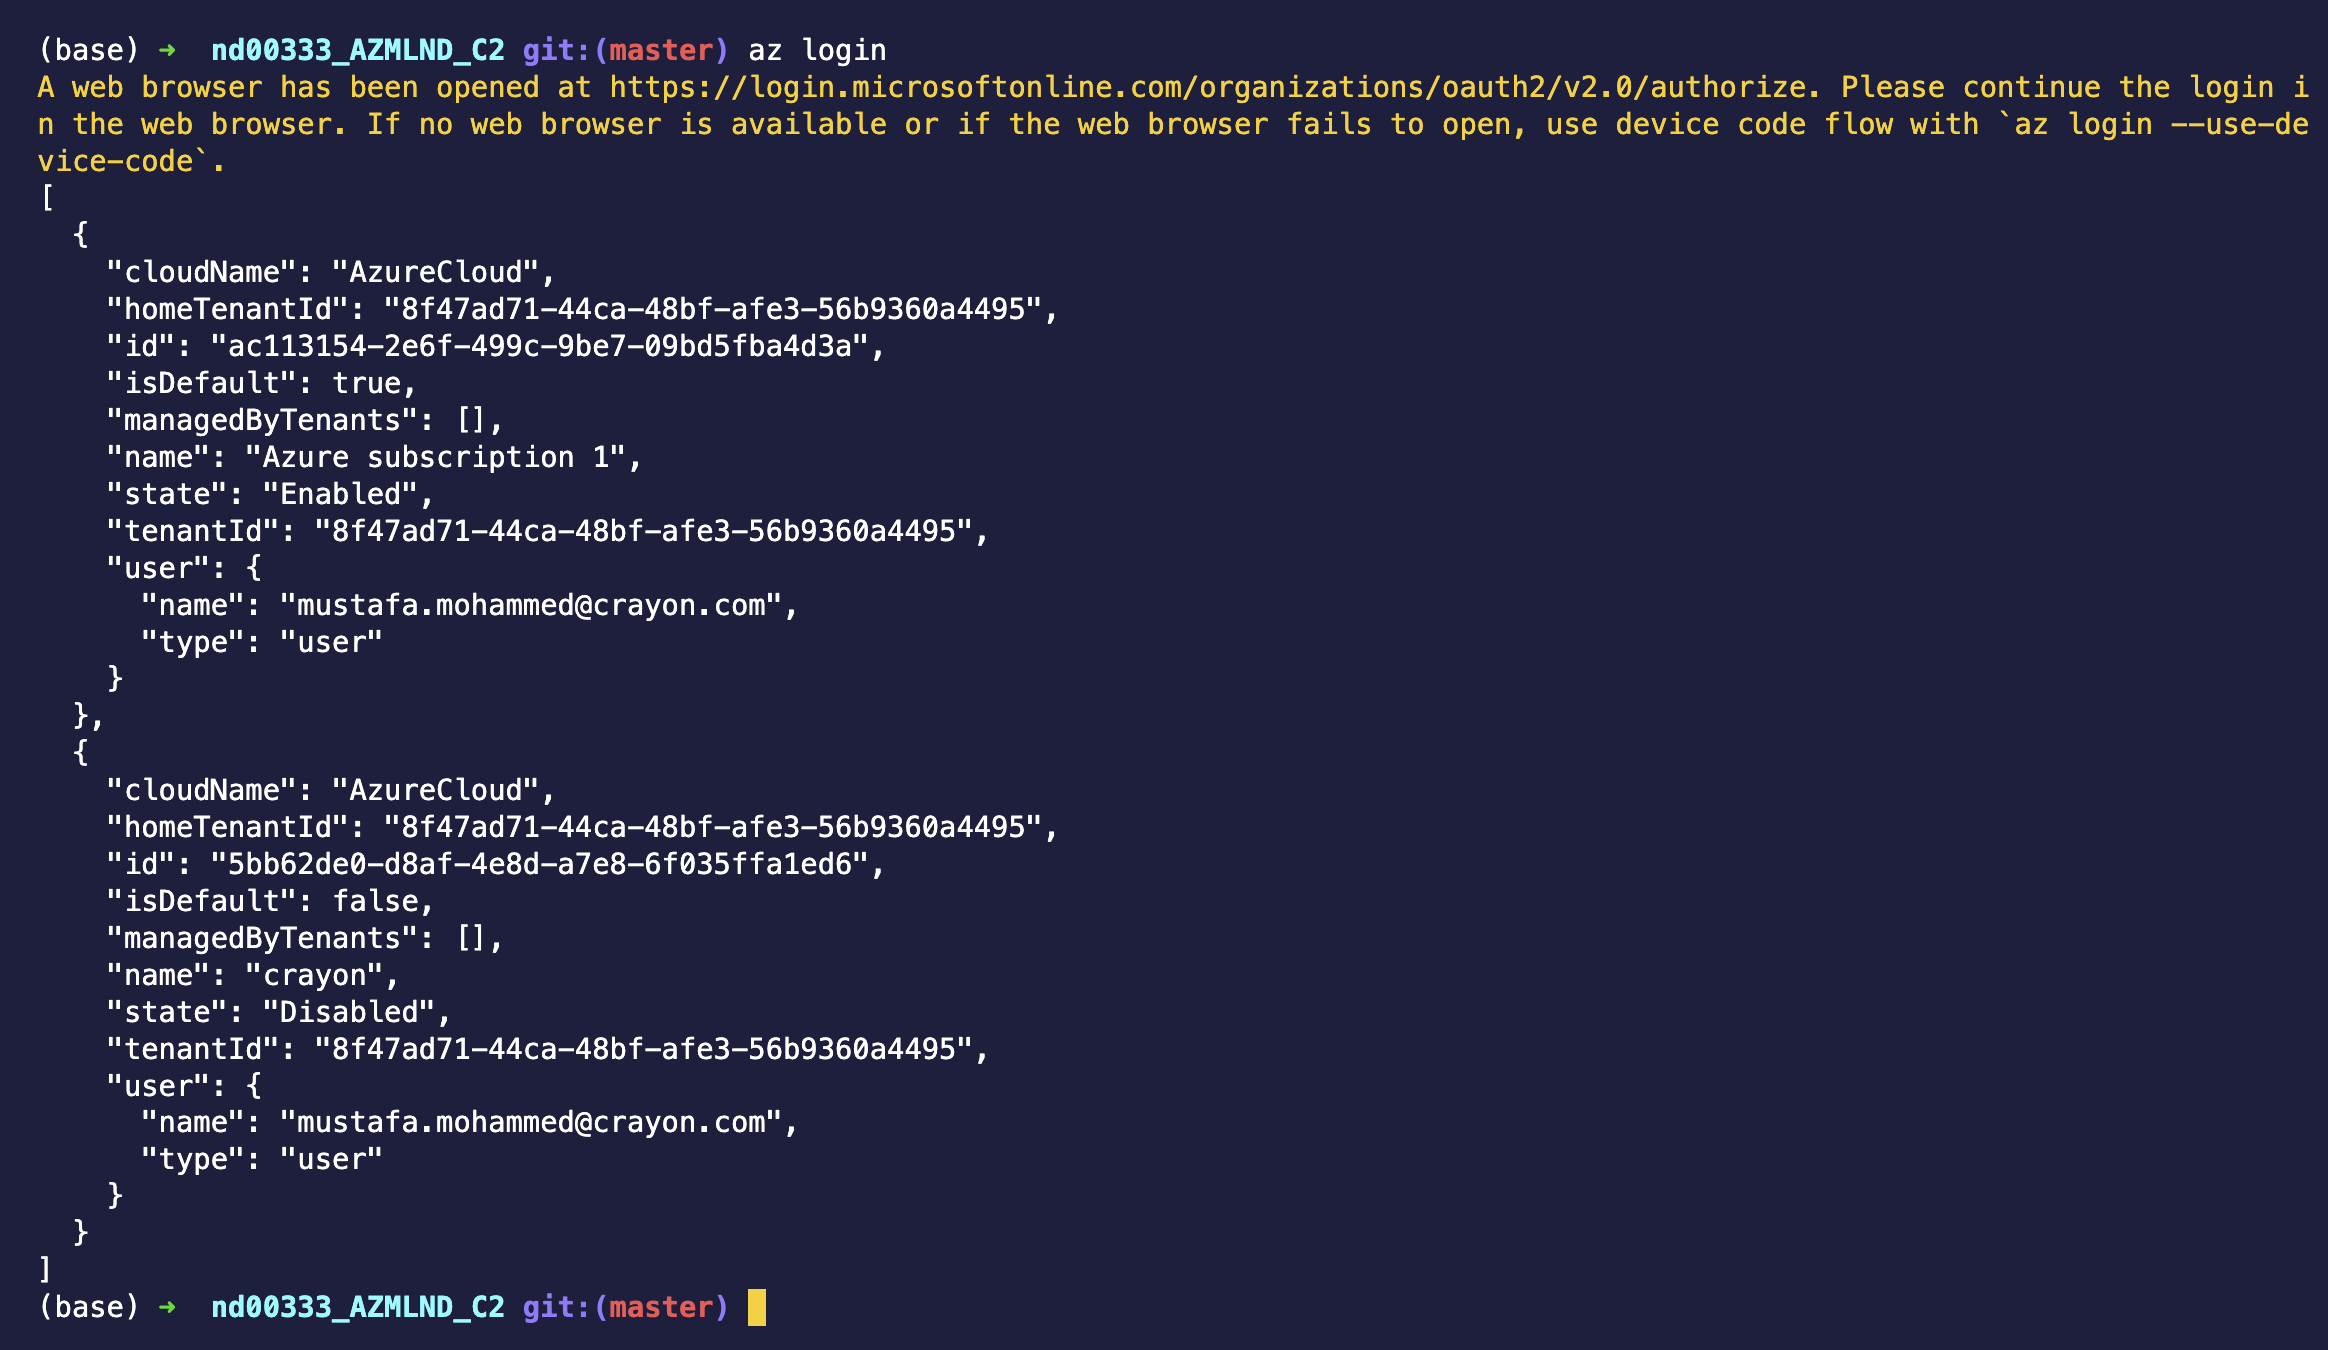 (base) ➜  nd00333_AZMLND_C2 git:(master) az login
A web browser has been opened at https://login.microsoftonline.com/organizations/oauth2/v2.0/authorize. Please continue the login i
n the web browser. If no web browser is available or if the web browser fails to open, use device code flow with `az login --use-de
vice-code`.
[
  {
    "cloudName": "AzureCloud",
    "homeTenantId": "8f47ad71-44ca-48bf-afe3-56b9360a4495",
    "id": "ac113154-2e6f-499c-9be7-09bd5fba4d3a",
    "isDefault": true,
    "managedByTenants": [],
    "name": "Azure subscription 1",
    "state": "Enabled",
    "tenantId": "8f47ad71-44ca-48bf-afe3-56b9360a4495",
    "user": {
      "name": "mustafa.mohammed@crayon.com",
      "type": "user"
    }
  },
  {
    "cloudName": "AzureCloud",
    "homeTenantId": "8f47ad71-44ca-48bf-afe3-56b9360a4495",
    "id": "5bb62de0-d8af-4e8d-a7e8-6f035ffa1ed6",
    "isDefault": false,
    "managedByTenants": [],
    "name": "crayon",
    "state": "Disabled",
    "tenantId": "8f47ad71-44ca-48bf-afe3-56b9360a4495",
    "user": {
      "name": "mustafa.mohammed@crayon.com",
      "type": "user"
    }
  }
]
(base) ➜  nd00333_AZMLND_C2 git:(master)